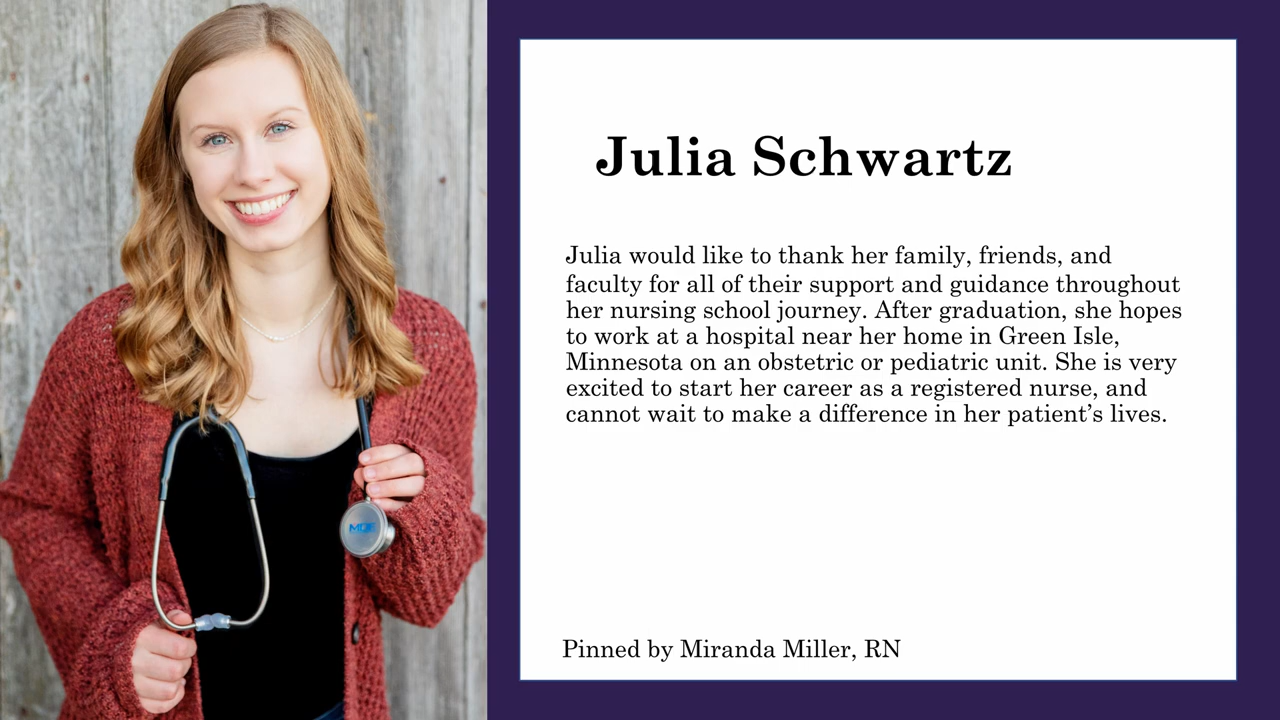 Julia Schwartz
Julia would like to thank her family, friends, and
faculty for all of their support and guidance throughout
her nursing school journey. After graduation, she hopes
to work at a hospital near her home in Green Isle,
Minnesota on an obstetric or pediatric unit. She is very
excited to start her career as a registered nurse, and
cannot wait to make a difference in her patient’s lives.
Pinned by Miranda Miller, RN
MDF